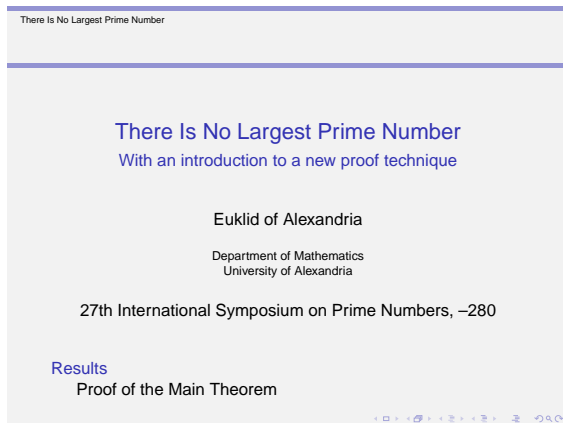 There Is No Largest Prime Number
There Is No Largest Prime Number
With an introduction to a new proof technique
Euklid of Alexandria
Department of Mathematics
University of Alexandria
27th International Symposium on Prime Numbers, –280
Results
Proof of the Main Theorem